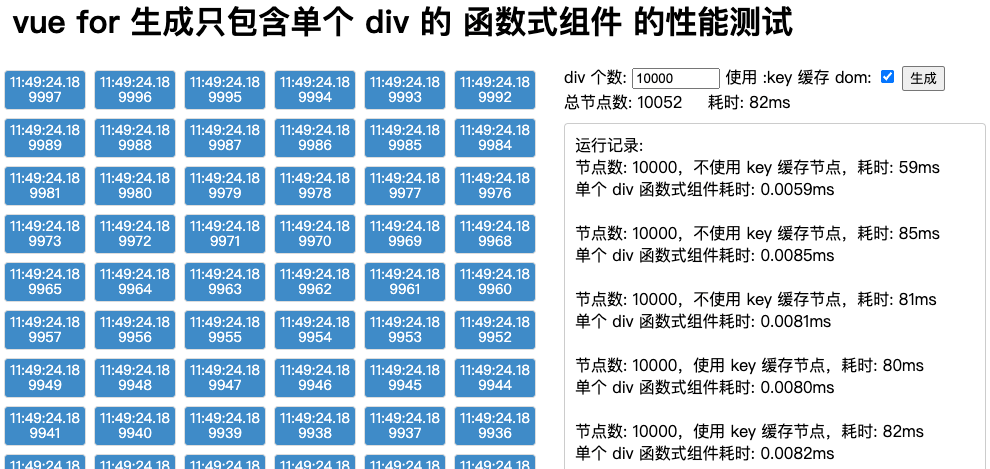 vue for 生成只包含单个 div 的 函数式组件 的性能测试
11:49:24.18 11:49:24.18 11:49:24.18 11:49:24.18 11:49:24.18 11:49:24.18
9997 9996 9995 9994 9993 9992
11:49:24.18 11:49:24.18 11:49:24.18 11:49:24.18 11:49:24.18 11:49:24.18
9989 9988 9987 9986 9985 9984
11:49:24.18 11:49:24.18 11:49:24.18 11:49:24.18 11:49:24.18 11:49:24.18
9981 9980 9979 9978 9977 9976
11:49:24.18 11:49:24.18 11:49:24.18 11:49:24.18 11:49:24.18 11:49:24.18
9973 9972 9971 9970 9969 9968
11:49:24.18 11:49:24.18 11:49:24.18 11:49:24.18 11:49:24.18 11:49:24.18
9965 9964 9963 9962 9961 9960
11:49:24.18 11:49:24.18 11:49:24.18 11:49:24.18 11:49:24.18 11:49:24.18
9957 9956 9955 9954 9953 9952
11:49:24.18 11:49:24.18 11:49:24.18 11:49:24.18 11:49:24.18 11:49:24.18
9949 9948 9947 9946 9945 9944
11:49:24.18 11:49:24.18 11:49:24.18 11:49:24.18 11:49:24.18 11:49:24.18
9941 9940 9939 9938 9937 9936
11:49:24.18 11:49:24.18 11:49:24.18 11:49:24.18 11:49:24.18 11:49:24.18
div 个数: 10000 使用 :key 缓存 dom: 生成
总节点数: 10052 耗时: 82ms
运行记录:
节点数: 10000，不使用 key 缓存节点，耗时: 59ms
单个 div 函数式组件耗时: 0.0059ms
节点数: 10000，不使用 key 缓存节点，耗时: 85ms
单个 div 函数式组件耗时: 0.0085ms
节点数: 10000，不使用 key 缓存节点，耗时: 81ms
单个 div 函数式组件耗时: 0.0081ms
节点数: 10000，使用 key 缓存节点，耗时: 80ms
单个 div 函数式组件耗时: 0.0080ms
节点数: 10000，使用 key 缓存节点，耗时: 82ms
单个 div 函数式组件耗时: 0.0082ms